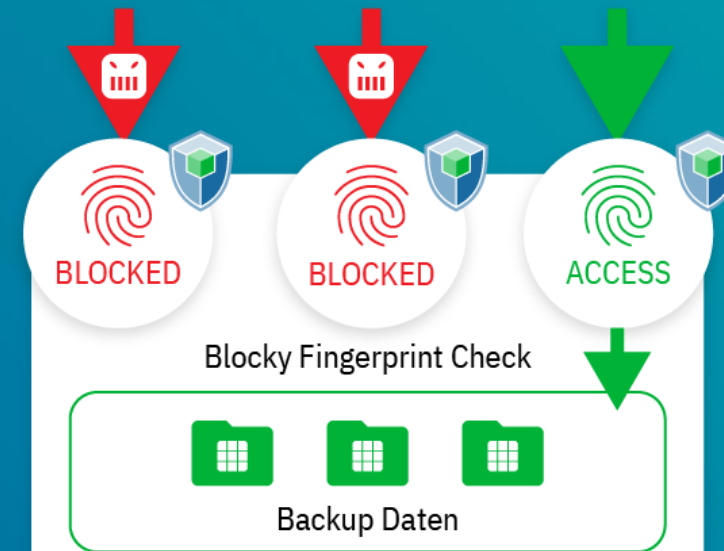 BLOCKED
BLOCKED
ACCESS
Blocky Fingerprint Check
Backup Daten